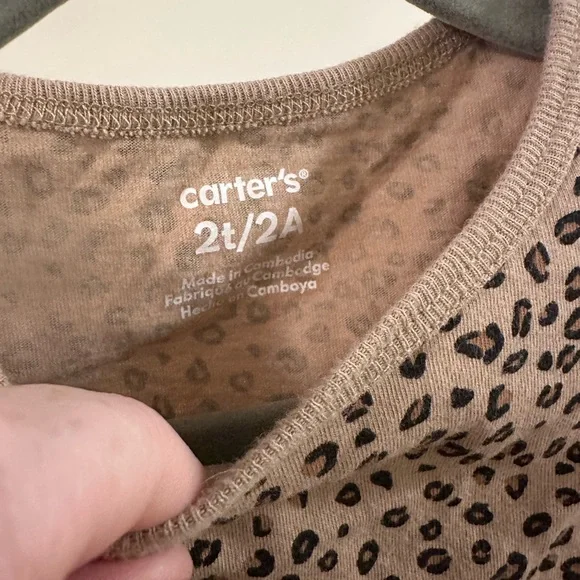 carter's®
2t/2A
Made in Cambodia
Fabriqué au Cambodge
Hecho en Camboya